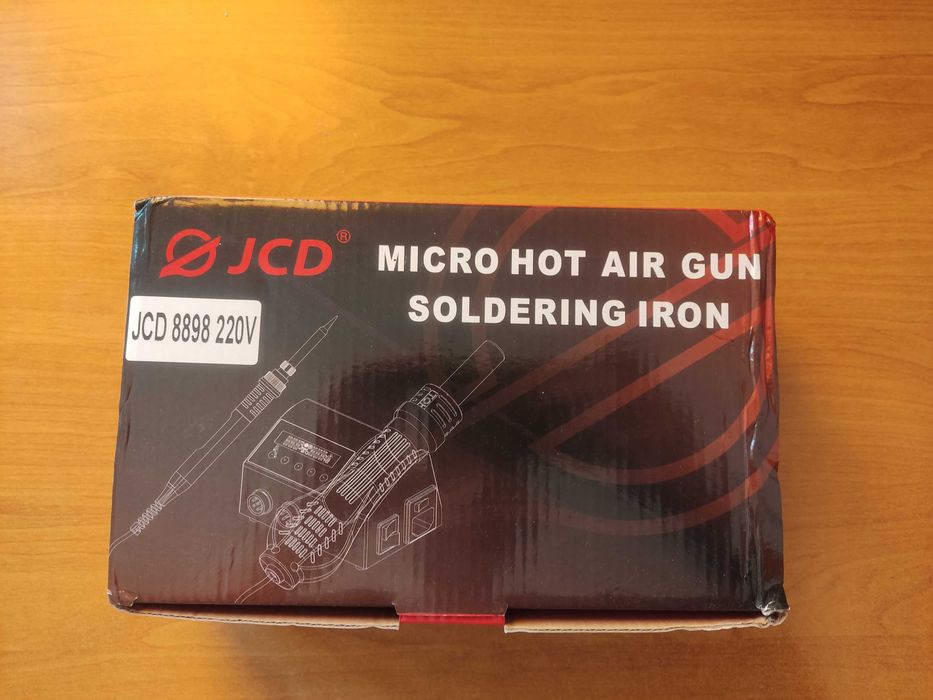 JCD®
MICRO HOT AIR GUN
SOLDERING IRON
JCD 8898 220V